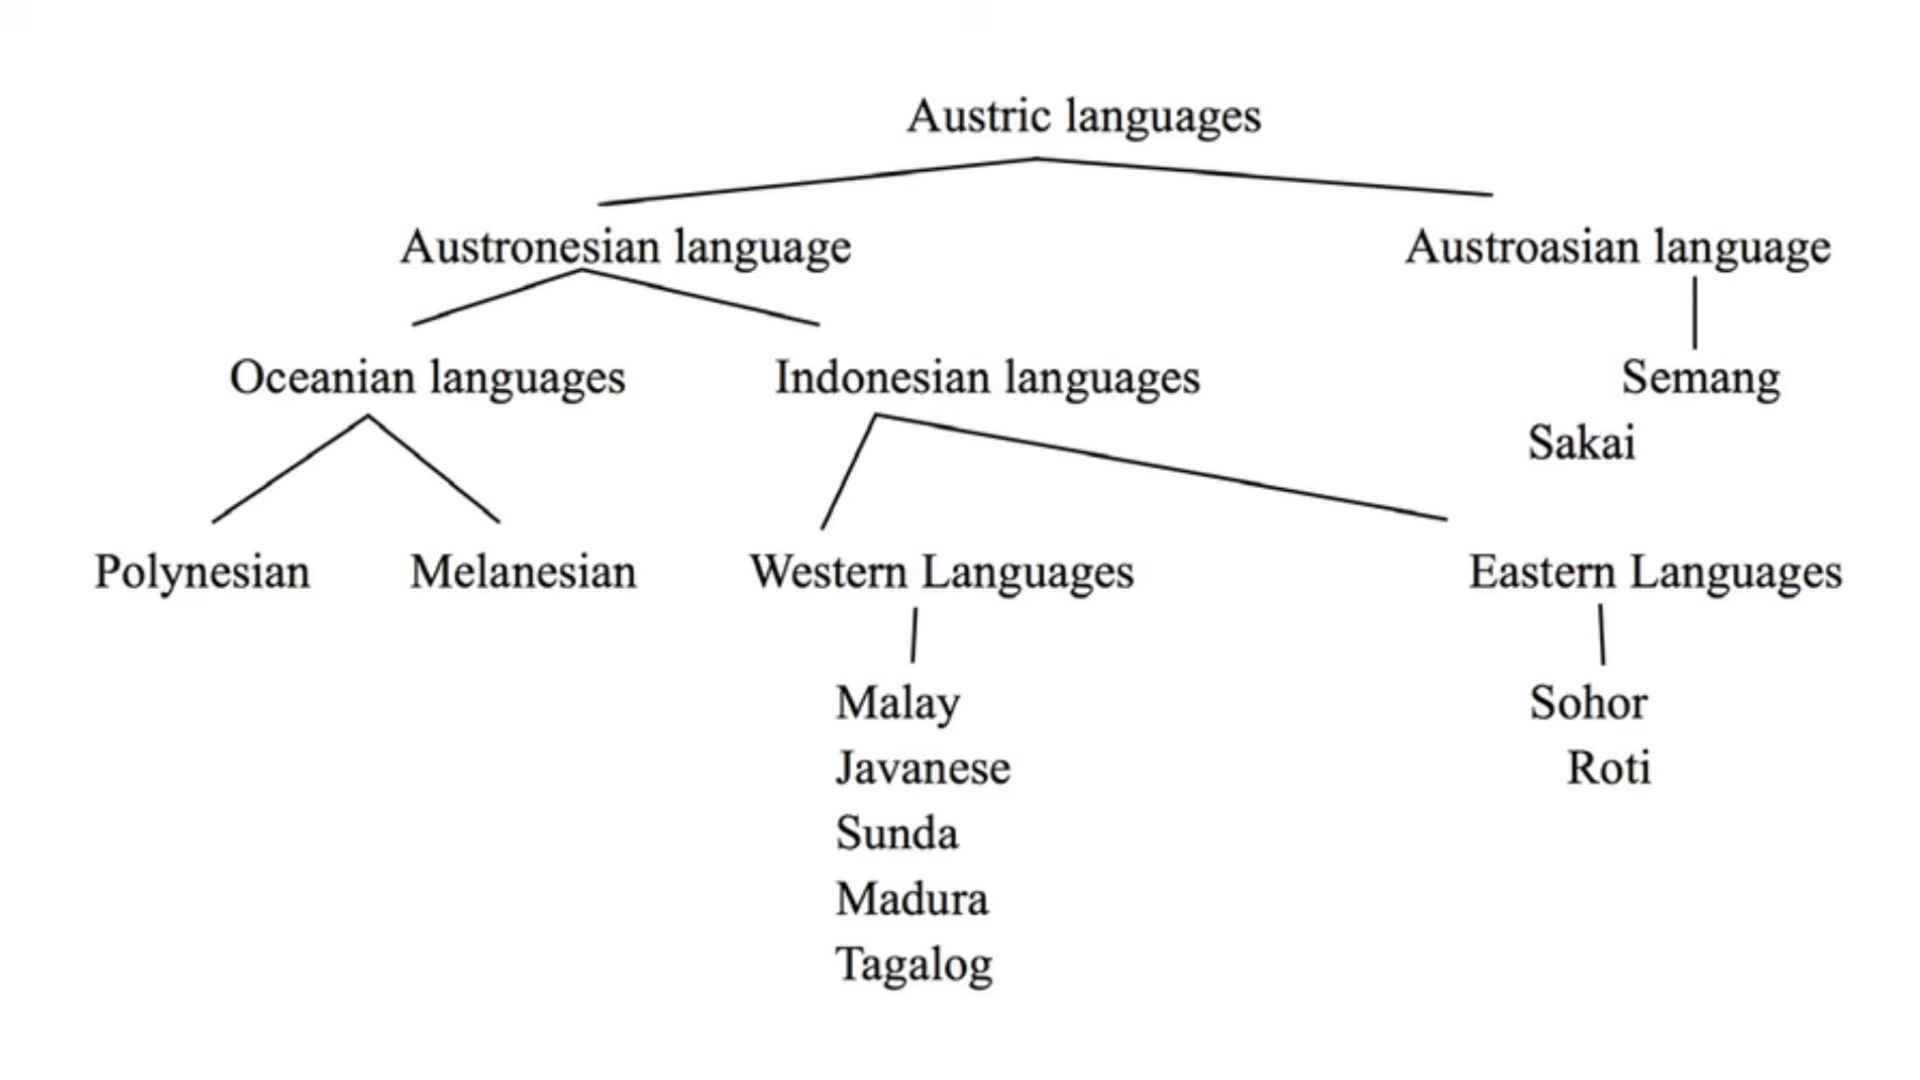 Austric languages
Austronesian language
Austroasian language
Oceanian languages
Indonesian languages
Semang
Sakai
Polynesian
Melanesian
Western Languages
Eastern Languages
Malay
Sohor
Javanese
Roti
Sunda
Madura
Tagalog